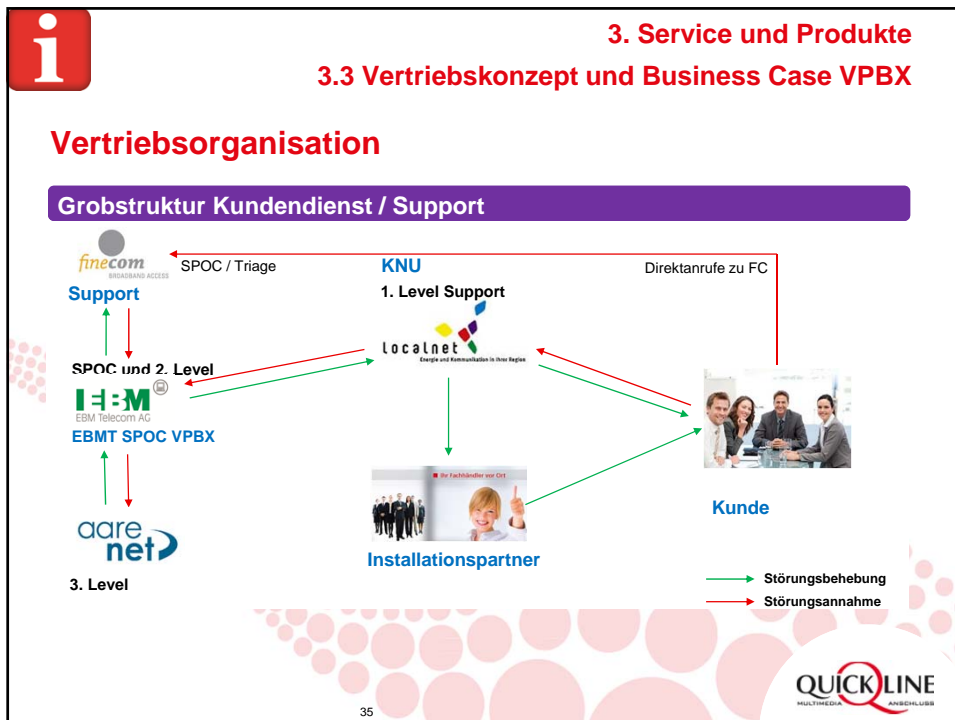 i
3. Service und Produkte
3.3 Vertriebskonzept und Business Case VPBX
Vertriebsorganisation
Grobstruktur Kundendienst / Support
finecom
BROADBAND ACCESS
SPOC / Triage
KNU
Direktanrufe zu FC
Support
1. Level Support
localnet
Energie und Kommunikation in Ihrer Region
SPOC und 2. Level
EBM
EBM Telecom AG
EBMT SPOC VPBX
Ihr Fachhändler vor Ort
Kunde
aare
net
Installationspartner
3. Level
Störungsbehebung
Störungsannahme
QUICKLINE
MULTIMEDIA ANSCHLUSS
35